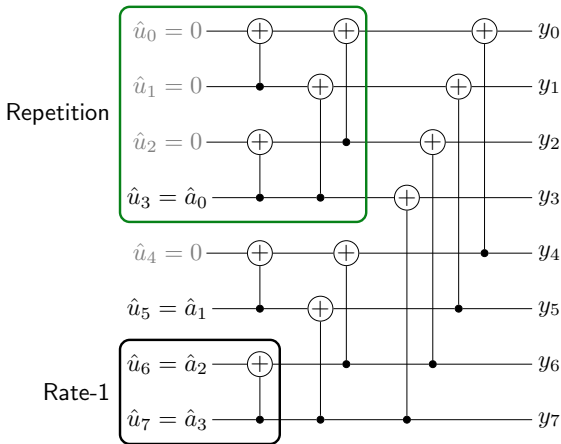 û₀ = 0 y₀
û₁ = 0 y₁
Repetition
û₂ = 0 y₂
û₃ = â₀ y₃
û₄ = 0 y₄
û₅ = â₁ y₅
û₆ = â₂ y₆
Rate-1
û₇ = â₃ y₇